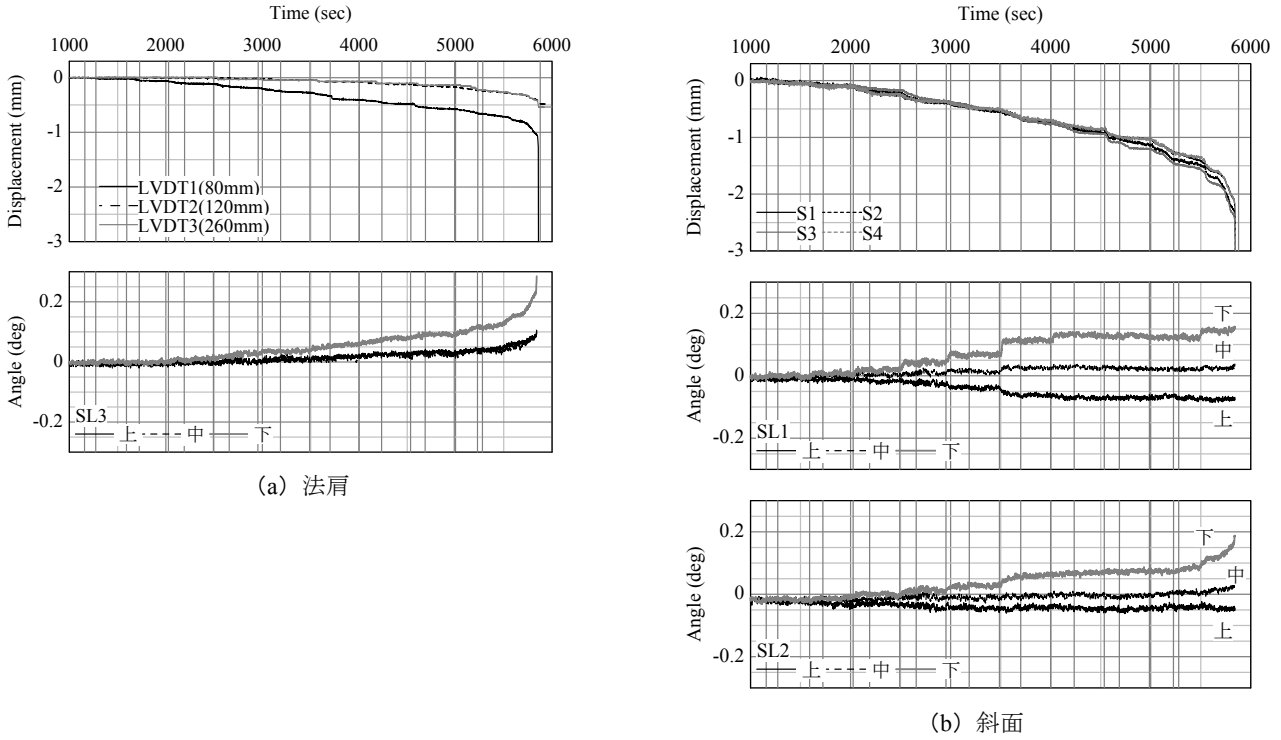 Time (sec)
1000 2000 3000 4000 5000 6000
Displacement (mm)
0
-1
-2
-3
LVDT1(80mm)
LVDT2(120mm)
LVDT3(260mm)
Angle (deg)
0.2
0
-0.2
SL3
上 中 下
(a) 法肩
Time (sec)
1000 2000 3000 4000 5000 6000
Displacement (mm)
0
-1
-2
-3
S1 S2
S3 S4
Angle (deg)
0.2
0
-0.2
下
中
上
SL1
上 中 下
Angle (deg)
0.2
0
-0.2
下
中
上
SL2
上 中 下
(b) 斜面